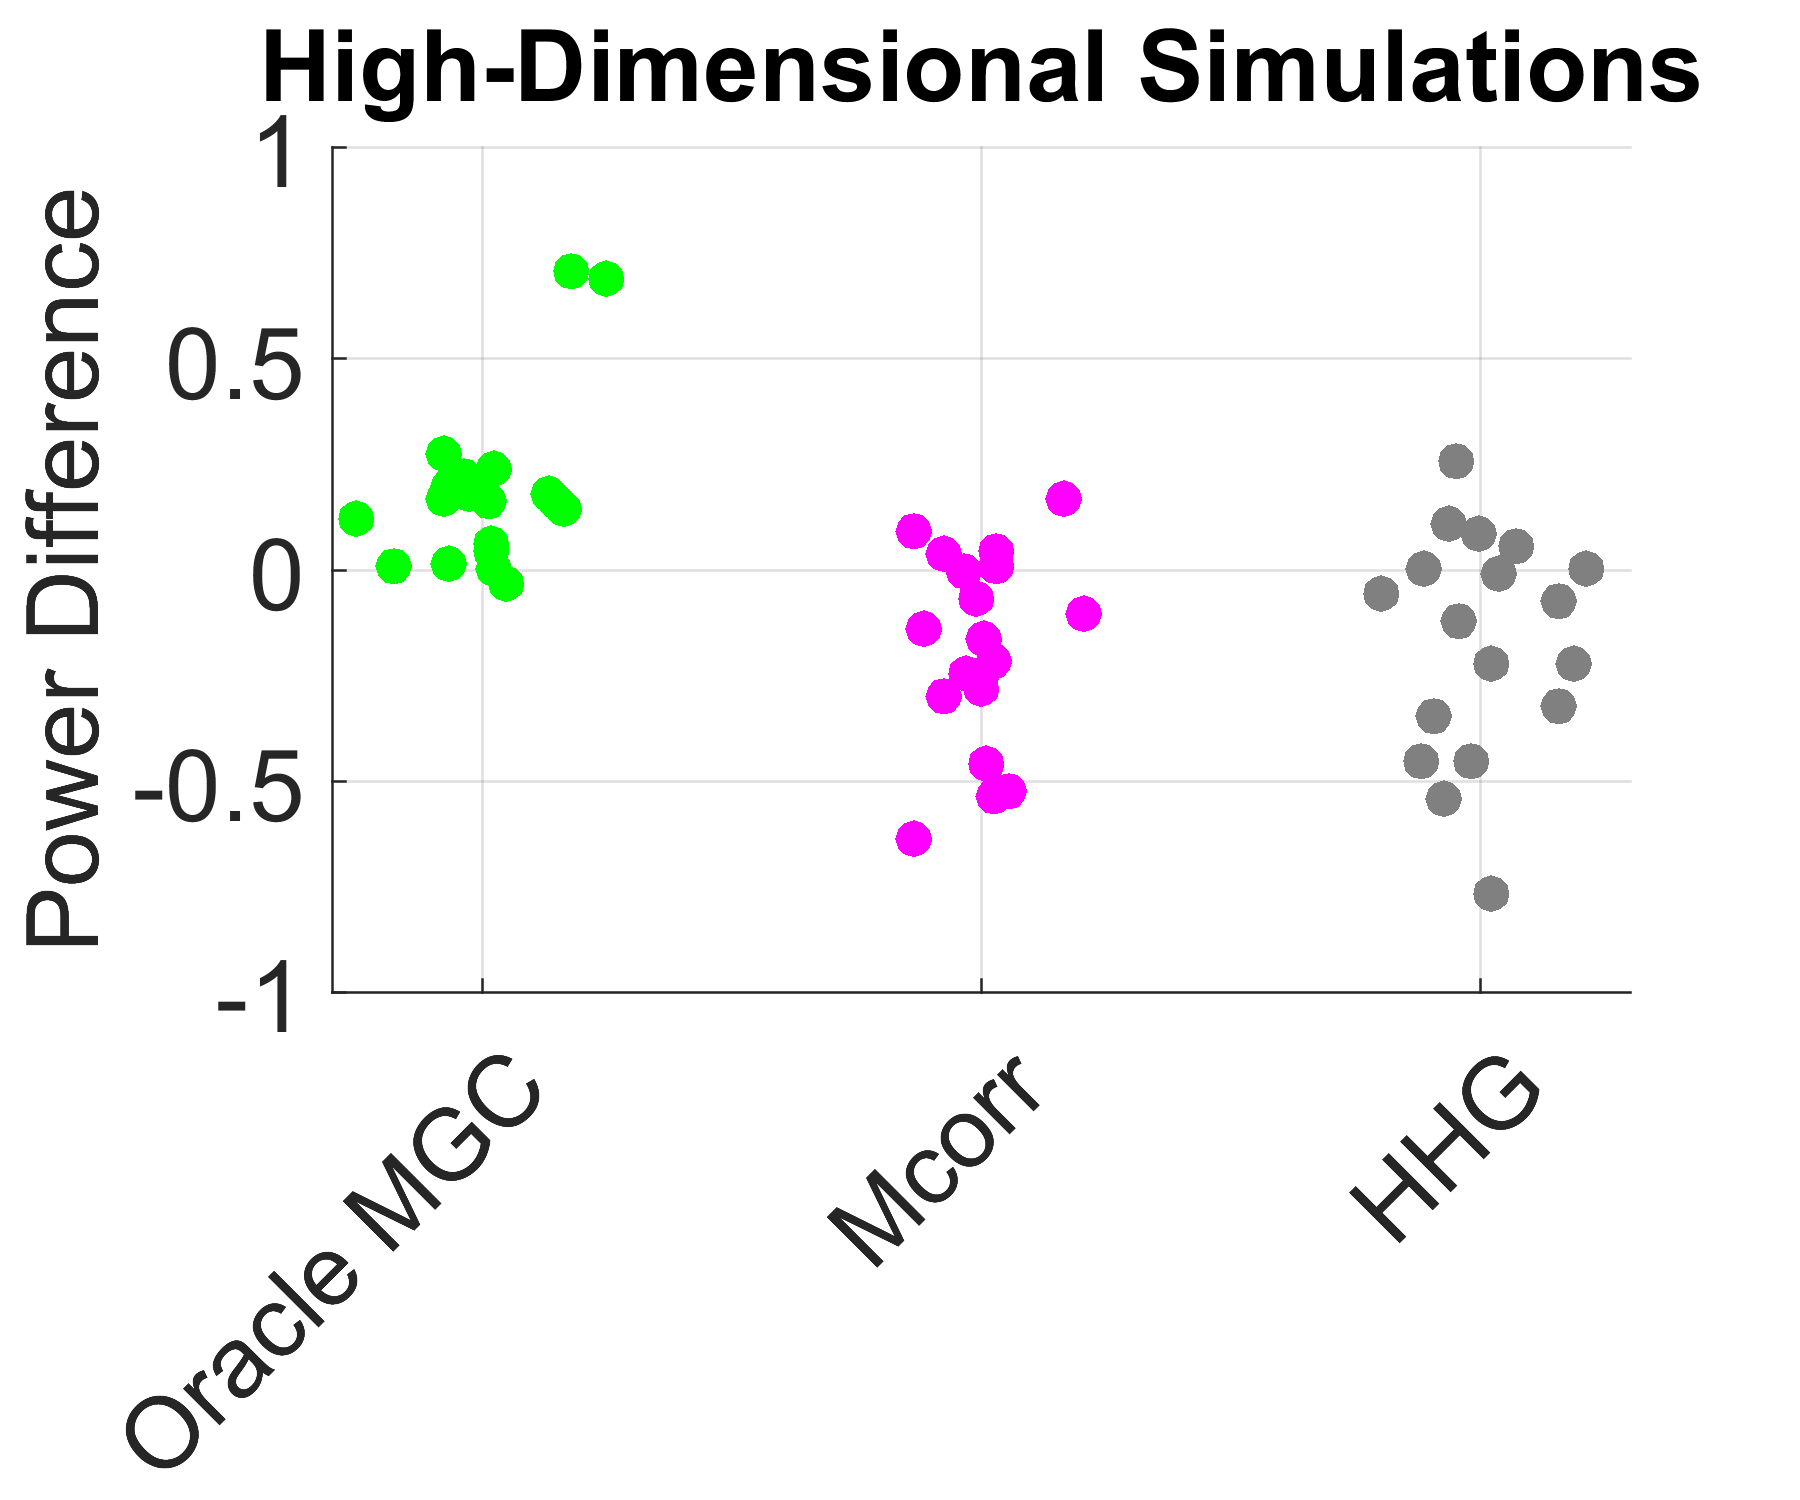 High-Dimensional Simulations
Power Difference
1
0.5
0
-0.5
-1
Oracle MGC
Mcorr
HHG